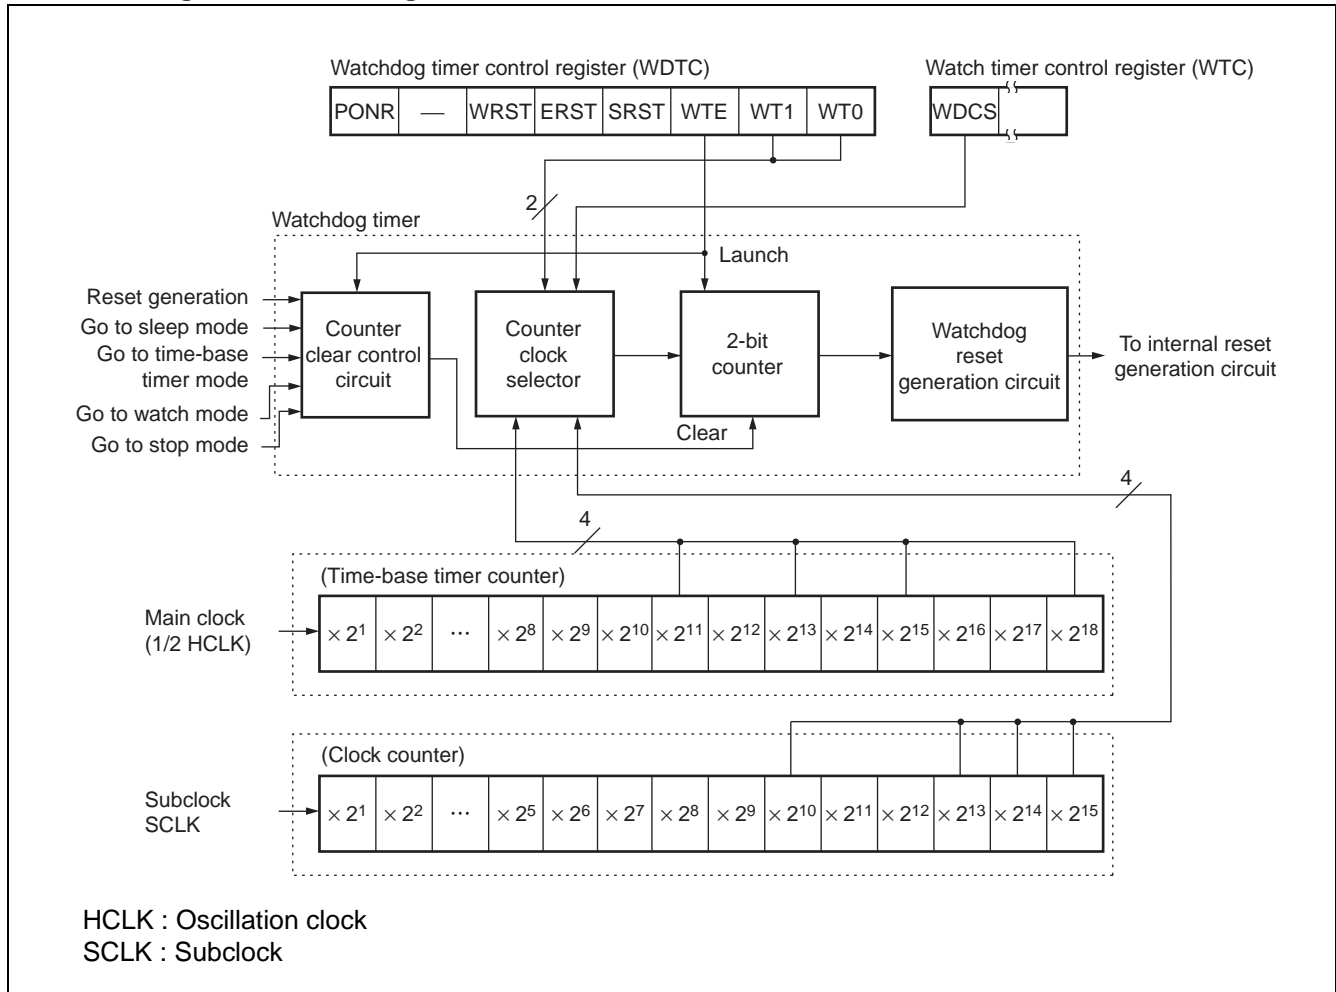 Watchdog timer control register (WDTC)
Watch timer control register (WTC)
PONR — WRST ERST SRST WTE WT1 WT0
WDCS
2
Watchdog timer
Launch
Reset generation
Go to sleep mode
Go to time-base
timer mode
Go to watch mode
Go to stop mode
Counter
clear control
circuit
Counter
clock
selector
2-bit
counter
Watchdog
reset
generation circuit
To internal reset
generation circuit
Clear
4
4
(Time-base timer counter)
Main clock
(1/2 HCLK)
× 2¹ × 2² ··· × 2⁸ × 2⁹ × 2¹⁰ × 2¹¹ × 2¹² × 2¹³ × 2¹⁴ × 2¹⁵ × 2¹⁶ × 2¹⁷ × 2¹⁸
(Clock counter)
Subclock
SCLK
× 2¹ × 2² ··· × 2⁵ × 2⁶ × 2⁷ × 2⁸ × 2⁹ × 2¹⁰ × 2¹¹ × 2¹² × 2¹³ × 2¹⁴ × 2¹⁵
HCLK : Oscillation clock
SCLK : Subclock